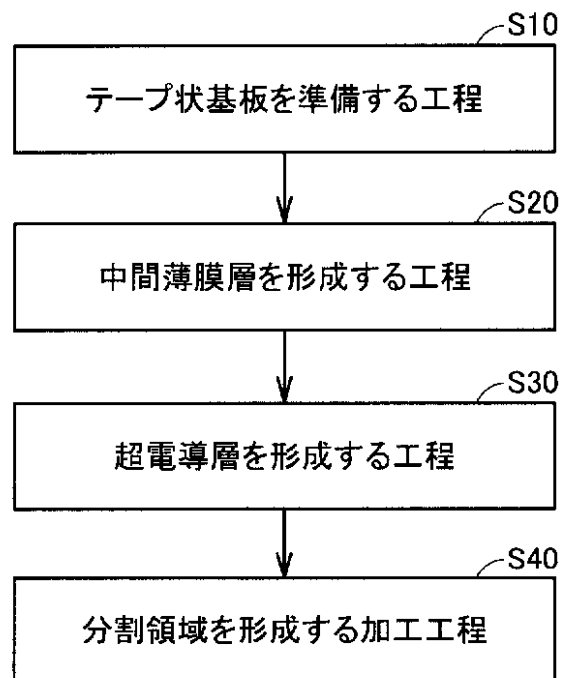 S10
テープ状基板を準備する工程
S20
中間薄膜層を形成する工程
S30
超電導層を形成する工程
S40
分割領域を形成する加工工程